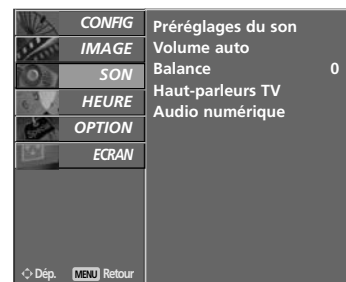 CONFIG
IMAGE
SON
HEURE
OPTION
ECRAN
Préréglages du son
Volume auto
Balance 0
Haut-parleurs TV
Audio numérique
Dép. MENU Retour